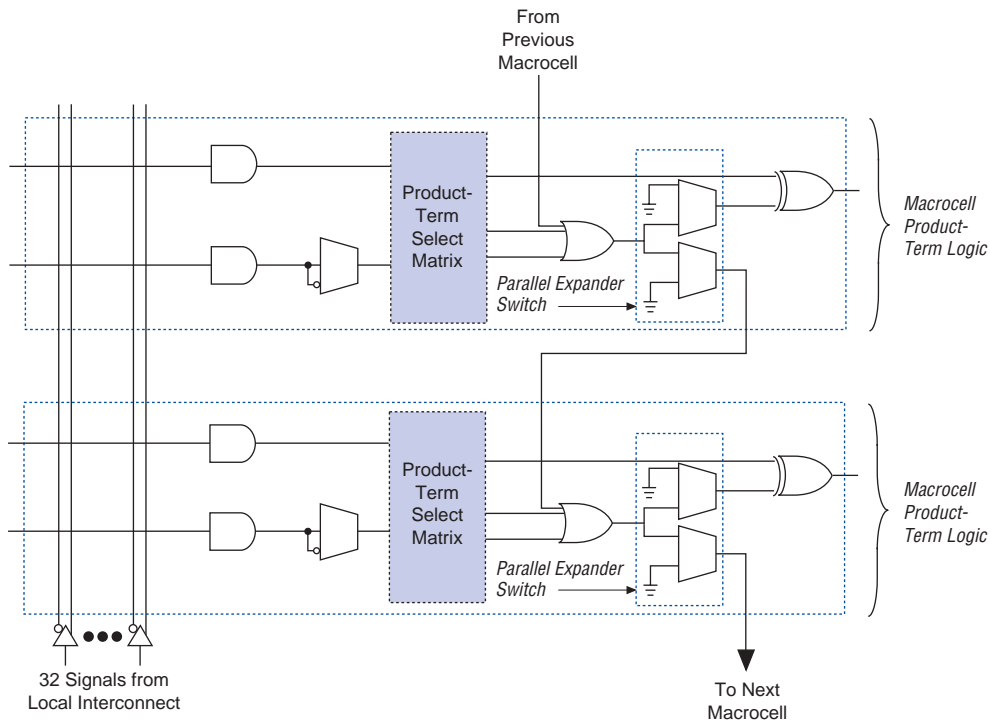 From
Previous
Macrocell
Product-
Term
Select
Matrix
Parallel Expander
Switch
Macrocell
Product-
Term Logic
Product-
Term
Select
Matrix
Parallel Expander
Switch
Macrocell
Product-
Term Logic
32 Signals from
Local Interconnect
To Next
Macrocell